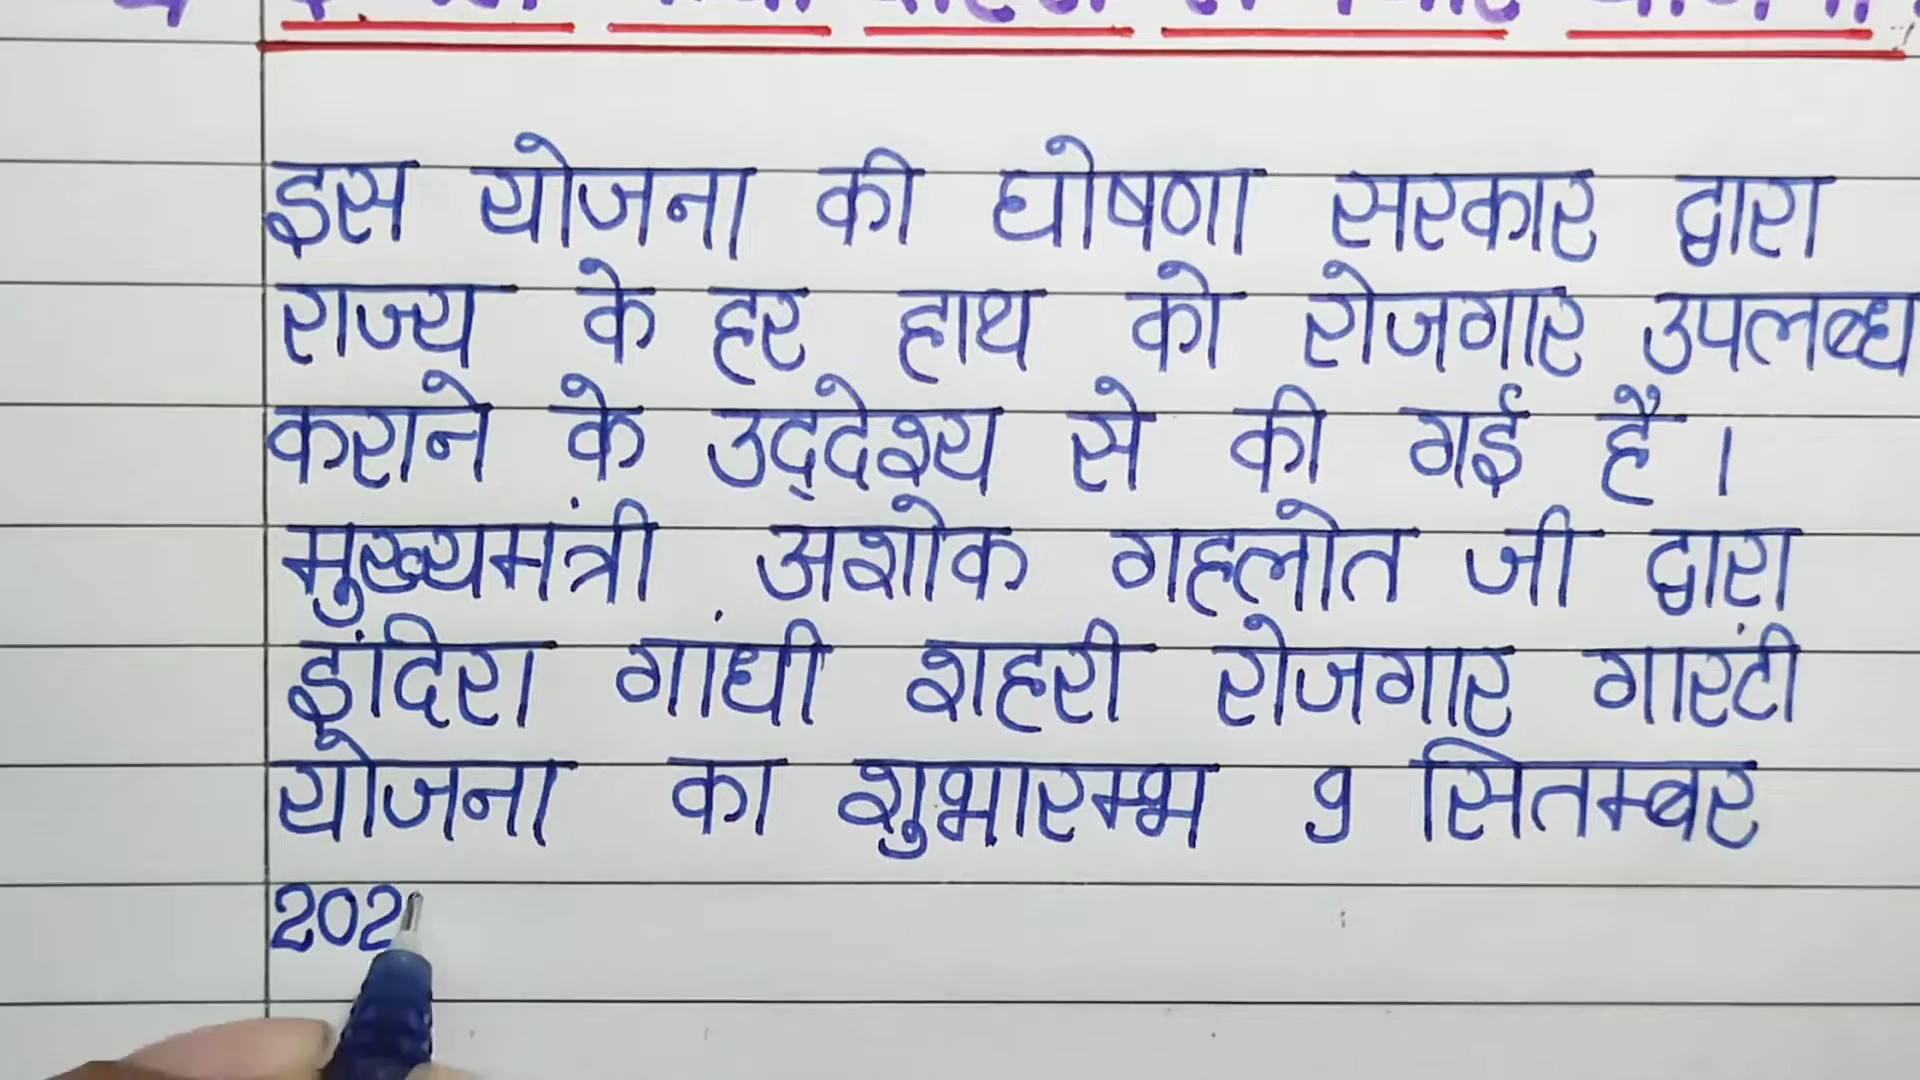 इस योजना की घोषणा सरकार द्वारा
राज्य के हर हाथ को रोजगार उपलब्ध
कराने के उद्‌देश्य से की गई है ।
मुख्यमंत्री अशोक गहलोत जी द्वारा
इंदिरा गांधी शहरी रोजगार गारंटी
योजना का शुभारम्भ 9 सितम्बर
202